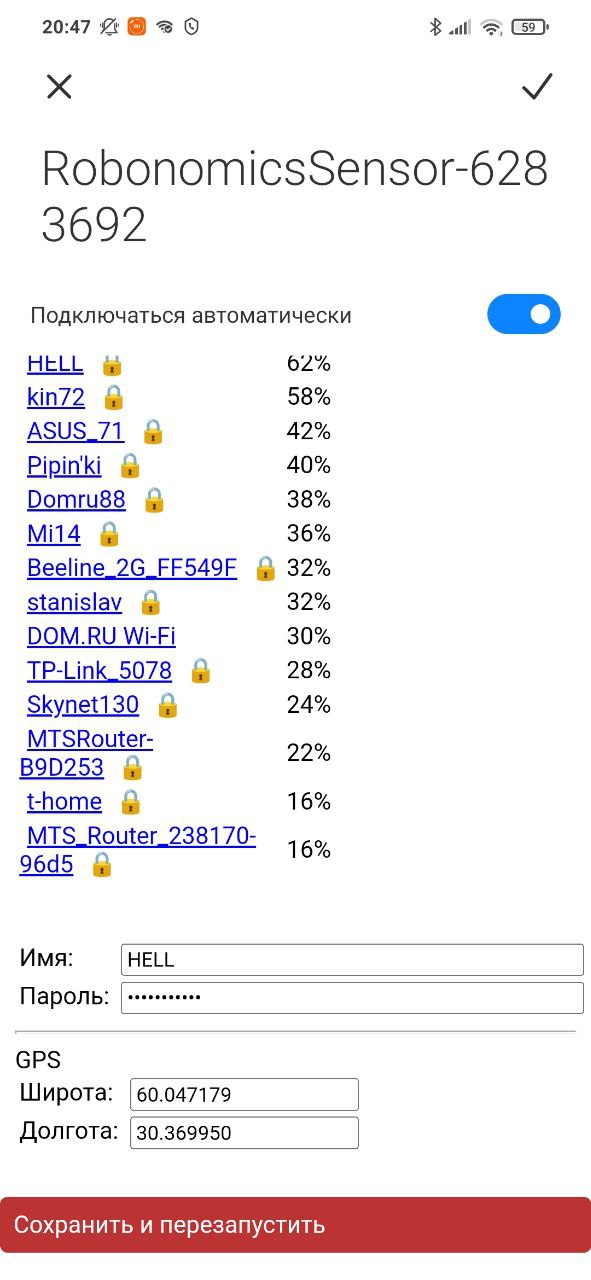 20:47
59
RobonomicsSensor-628
3692
Подключаться автоматически
HELL 62%
kin72 58%
ASUS_71 42%
Pipin'ki 40%
Domru88 38%
Mi14 36%
Beeline_2G_FF549F 32%
stanislav 32%
DOM.RU Wi-Fi 30%
TP-Link_5078 28%
Skynet130 24%
MTSRouter-
B9D253 22%
t-home 16%
MTS_Router_238170-
96d5 16%
Имя: HELL
Пароль: •••••••••••
GPS
Широта: 60.047179
Долгота: 30.369950
Сохранить и перезапустить